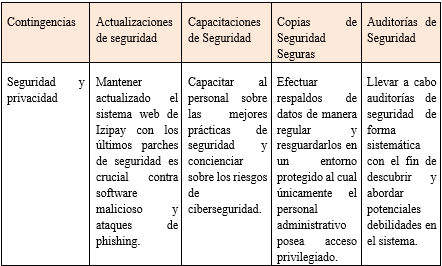 Contingencias
Actualizaciones
de seguridad
Capacitaciones
de Seguridad
Copias de
Seguridad
Seguras
Auditorías de
Seguridad
Seguridad y
privacidad
Mantener
actualizado el
sistema web de
Izipay con los
últimos parches
de seguridad es
crucial contra
software
malicioso y
ataques de
phishing.
Capacitar al
personal sobre
las mejores
prácticas de
seguridad y
concienciar
sobre los riesgos
de
ciberseguridad.
Efectuar
respaldos de
datos de manera
regular y
resguardarlos en
un entorno
protegido al cual
únicamente el
personal
administrativo
posea acceso
privilegiado.
Llevar a cabo
auditorías de
seguridad de
forma
sistemática
con el fin de
descubrir y
abordar
potenciales
debilidades en
el sistema.